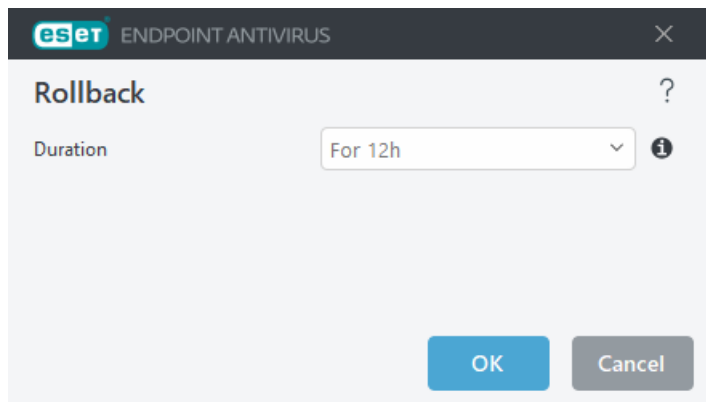 eseT ENDPOINT ANTIVIRUS
Rollback
?
Duration
For 12h
OK
Cancel